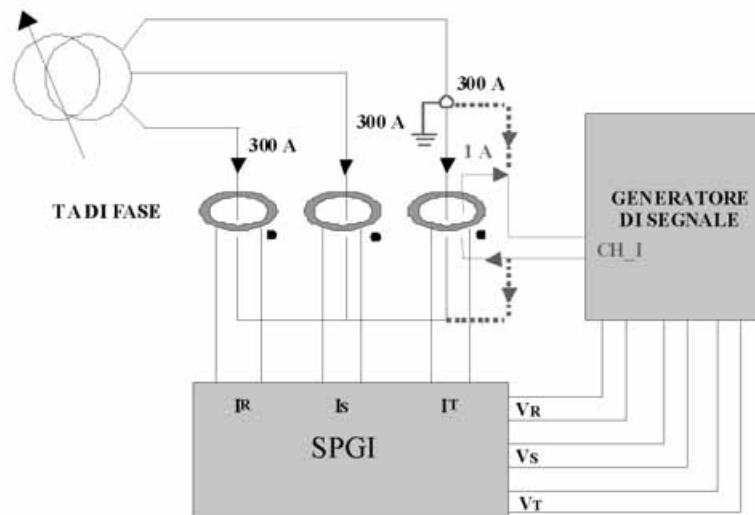 300 A
300 A
300 A
1 A
TA DI FASE
GENERATORE
DI SEGNALE
CH_I
IR
IS
IT
SPGI
VR
VS
VT